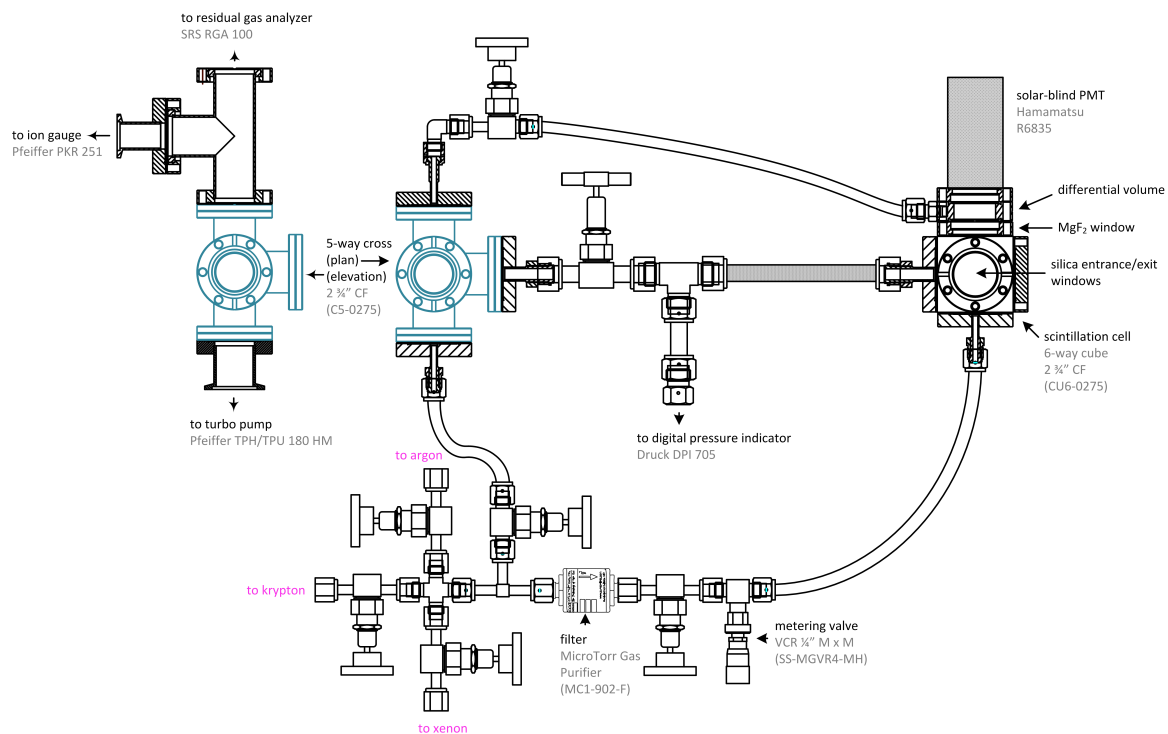 to residual gas analyzer
SRS RGA 100
to ion gauge
Pfeiffer PKR 251
solar-blind PMT
Hamamatsu
R6835
differential volume
MgF₂ window
5-way cross
(plan)
(elevation)
2 ¾” CF
(C5-0275)
silica entrance/exit
windows
scintillation cell
6-way cube
2 ¾” CF
(CU6-0275)
to turbo pump
Pfeiffer TPH/TPU 180 HM
to digital pressure indicator
Druck DPI 705
to argon
to krypton
filter
MicroTorr Gas
Purifier
(MC1-902-F)
metering valve
VCR ¼” M x M
(SS-MGVR4-MH)
to xenon